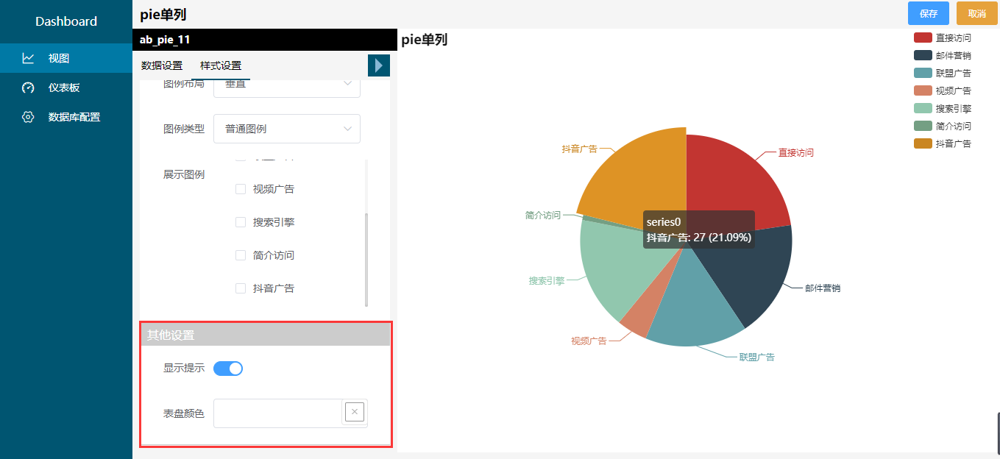 Dashboard
视图
仪表板
数据库配置
pie单列
保存
取消
ab_pie_11
数据设置
样式设置
图例布局
垂直
图例类型
普通图例
展示图例
视频广告
搜索引擎
简介访问
抖音广告
其他设置
显示提示
表盘颜色
pie单列
直接访问
邮件营销
联盟广告
视频广告
搜索引擎
简介访问
抖音广告
抖音广告
直接访问
简介访问
series0
抖音广告: 27 (21.09%)
搜索引擎
邮件营销
视频广告
联盟广告